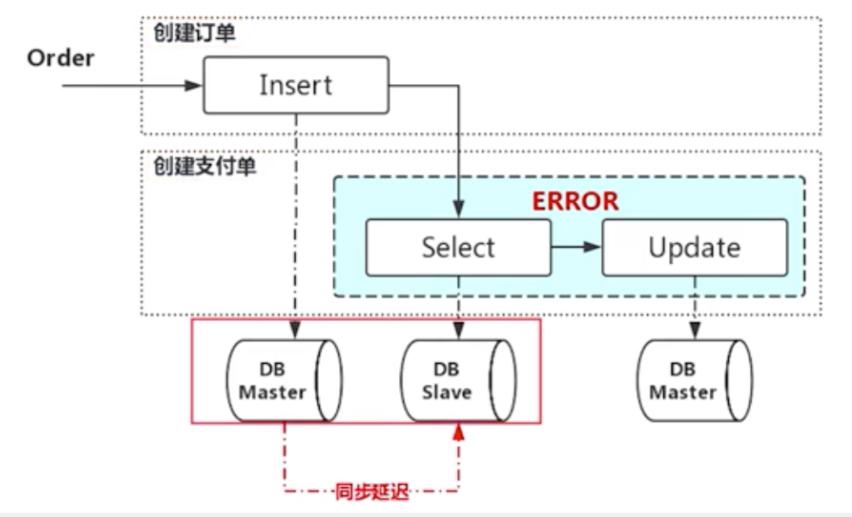 创建订单
Order
Insert
创建支付单
ERROR
Select
Update
DB
Master
DB
Slave
DB
Master
同步延迟